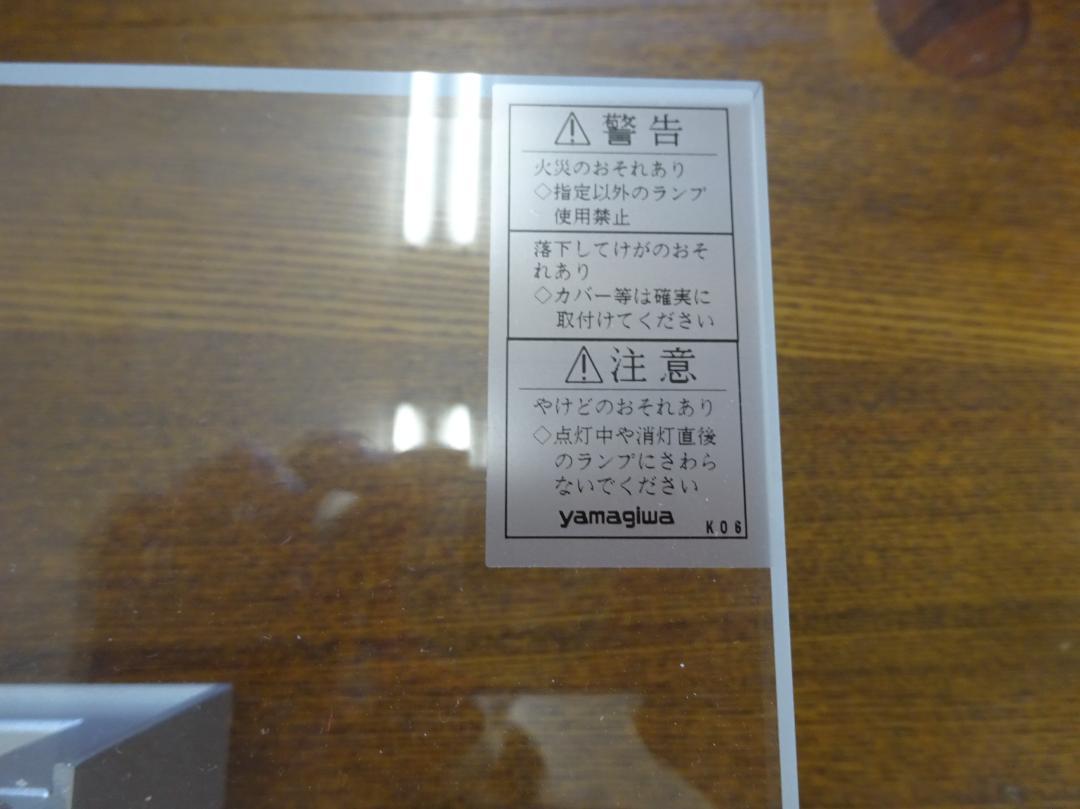 ⚠警告
火災のおそれあり
◇指定以外のランプ
使用禁止
落下してけがのおそ
れあり
◇カバー等は確実に
取付けてください
⚠注意
やけどのおそれあり
◇点灯中や消灯直後
のランプにさわら
ないでください
yamagiwa K06